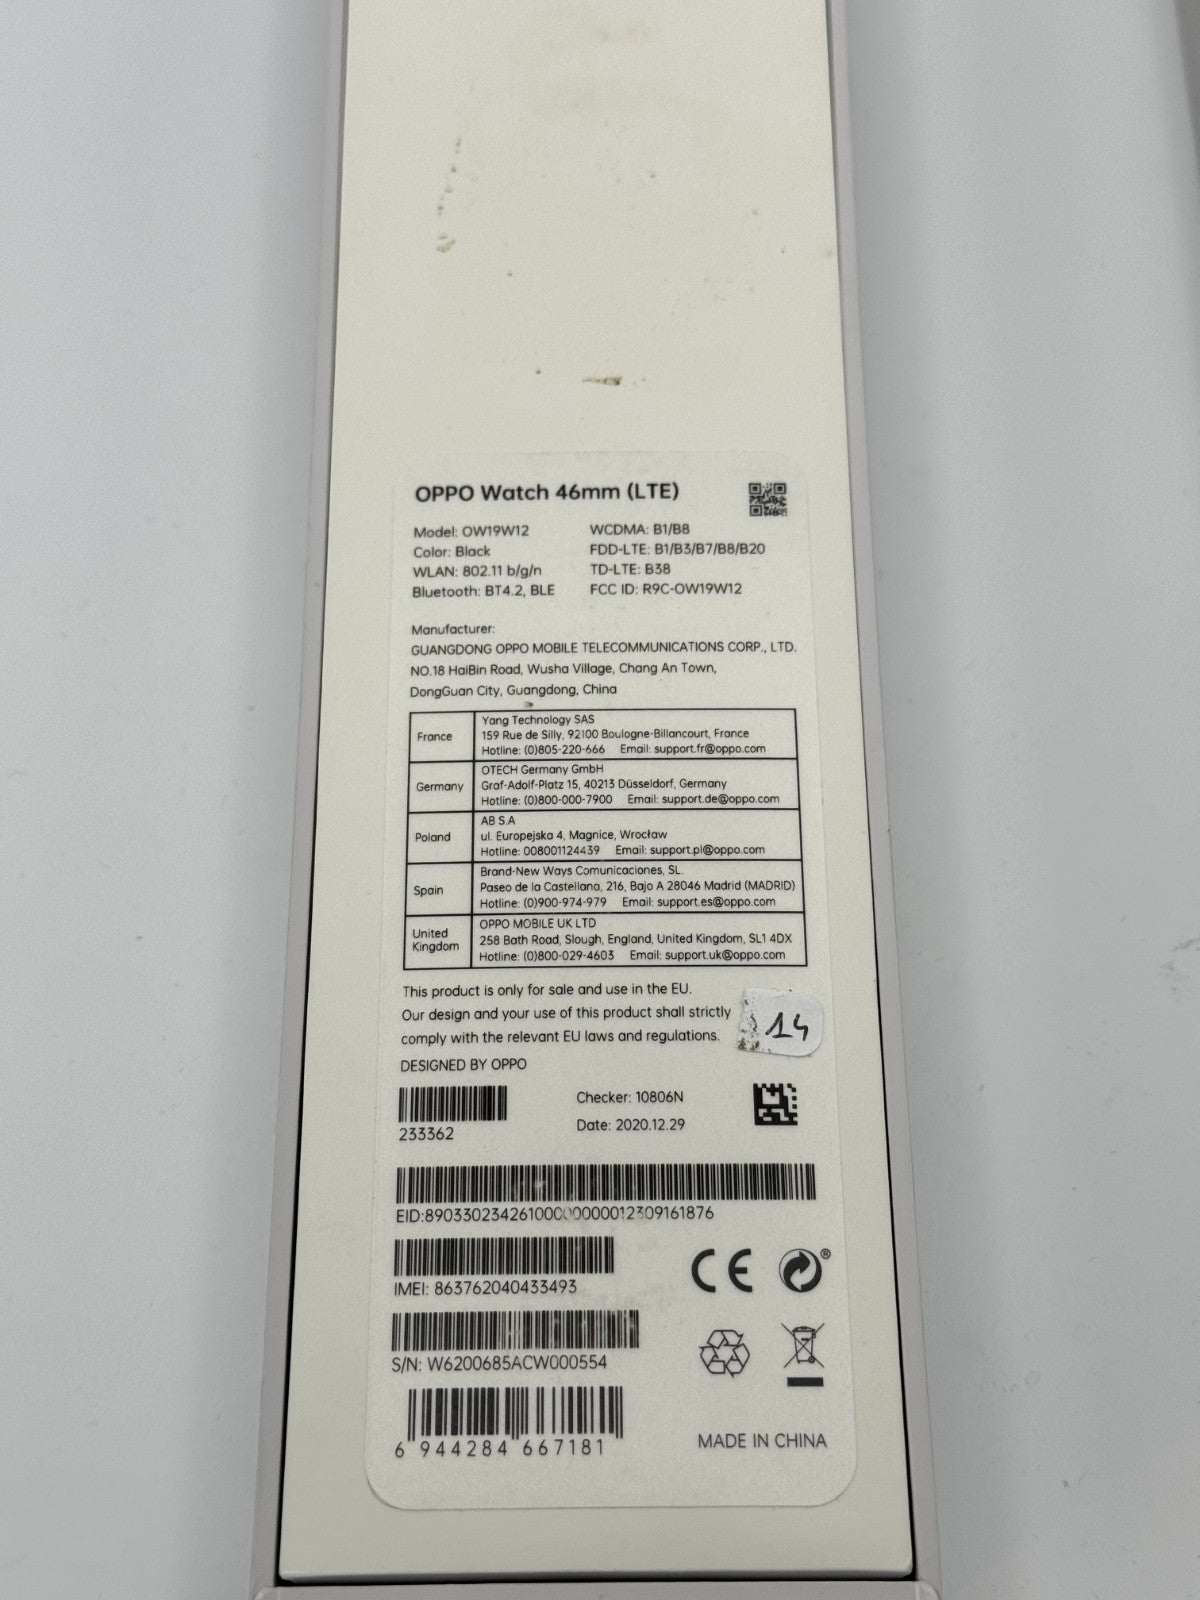 OPPO Watch 46mm (LTE)
Model: OW19W12
Color: Black
WLAN: 802.11 b/g/n
Bluetooth: BT4.2, BLE
WCDMA: B1/B8
FDD-LTE: B1/B3/B7/B8/B20
TD-LTE: B38
FCC ID: R9C-OW19W12
Manufacturer:
GUANGDONG OPPO MOBILE TELECOMMUNICATIONS CORP., LTD.
NO.18 HaiBin Road, Wusha Village, Chang An Town,
DongGuan City, Guangdong, China
France
Yang Technology SAS
159 Rue de Silly, 92100 Boulogne-Billancourt, France
Hotline: (0)805-220-666 Email: support.fr@oppo.com
Germany
OTECH Germany GmbH
Graf-Adolf-Platz 15, 40213 Düsseldorf, Germany
Hotline: (0)800-000-7900 Email: support.de@oppo.com
Poland
AB S.A
ul. Europejska 4, Magnice, Wrocław
Hotline: 008001124439 Email: support.pl@oppo.com
Spain
Brand-New Ways Comunicaciones, SL.
Paseo de la Castellana, 216, Bajo A 28046 Madrid (MADRID)
Hotline: (0)900-974-979 Email: support.es@oppo.com
United
Kingdom
OPPO MOBILE UK LTD
258 Bath Road, Slough, England, United Kingdom, SL1 4DX
Hotline: (0)800-029-4603 Email: support.uk@oppo.com
This product is only for sale and use in the EU.
Our design and your use of this product shall strictly
comply with the relevant EU laws and regulations.
14
DESIGNED BY OPPO
233362
Checker: 10806N
Date: 2020.12.29
EID:89033023426100000000012309161876
IMEI: 863762040433493
CE
S/N: W6200685ACW000554
6 944284 667181
MADE IN CHINA